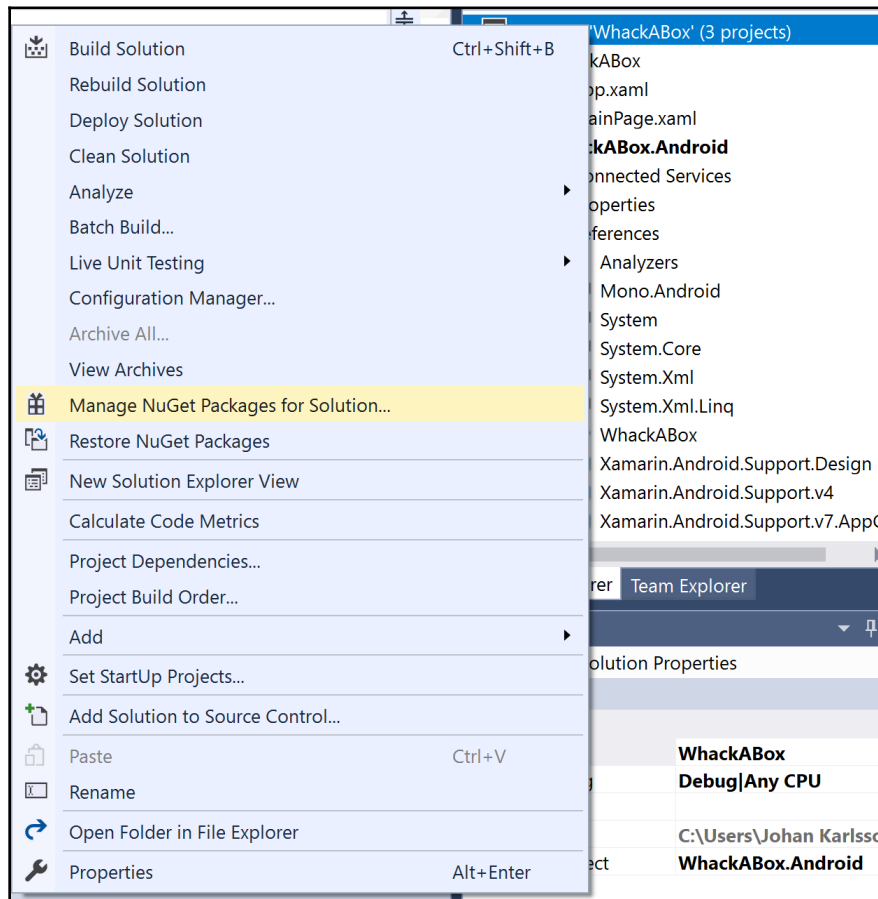 Build Solution Ctrl+Shift+B
Rebuild Solution
Deploy Solution
Clean Solution
Analyze
Batch Build...
Live Unit Testing
Configuration Manager...
Archive All...
View Archives
Manage NuGet Packages for Solution...
Restore NuGet Packages
New Solution Explorer View
Calculate Code Metrics
Project Dependencies...
Project Build Order...
Add
Set StartUp Projects...
Add Solution to Source Control...
Paste Ctrl+V
Rename
Open Folder in File Explorer
Properties Alt+Enter
'WhackABox' (3 projects)
kABox
pp.xaml
ainPage.xaml
ckABox.Android
onnected Services
operties
eferences
Analyzers
Mono.Android
System
System.Core
System.Xml
System.Xml.Linq
WhackABox
Xamarin.Android.Support.Design
Xamarin.Android.Support.v4
Xamarin.Android.Support.v7.AppC
rer Team Explorer
olution Properties
WhackABox
g Debug|Any CPU
C:\Users\Johan Karlsso
ect WhackABox.Android